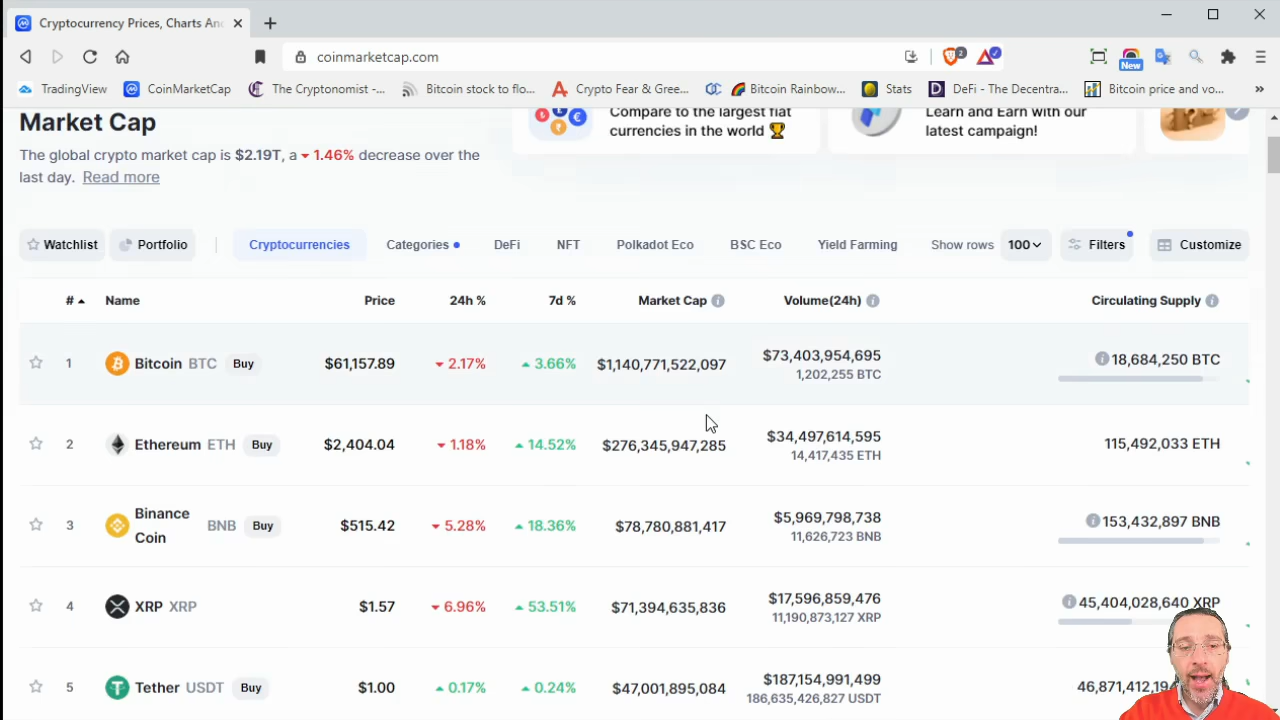 Cryptocurrency Prices, Charts An
coinmarketcap.com
2
New
TradingView CoinMarketCap The Cryptonomist -... Bitcoin stock to flo... Crypto Fear & Gree... Bitcoin Rainbow... Stats DeFi - The Decentra... Bitcoin price and vo... »
Market Cap
The global crypto market cap is $2.19T, a 1.46% decrease over the
last day. Read more
Compare to the largest fiat
currencies in the world
Learn and Earn with our
latest campaign!
Watchlist Portfolio Cryptocurrencies Categories DeFi NFT Polkadot Eco BSC Eco Yield Farming Show rows 100 Filters Customize
# Name Price 24h % 7d % Market Cap Volume(24h) Circulating Supply
1 Bitcoin BTC Buy $61,157.89 2.17% 3.66% $1,140,771,522,097 $73,403,954,695 18,684,250 BTC
1,202,255 BTC
2 Ethereum ETH Buy $2,404.04 1.18% 14.52% $276,345,947,285 $34,497,614,595 115,492,033 ETH
14,417,435 ETH
3 Binance Coin BNB Buy $515.42 5.28% 18.36% $78,780,881,417 $5,969,798,738 153,432,897 BNB
11,626,723 BNB
4 XRP XRP $1.57 6.96% 53.51% $71,394,635,836 $17,596,859,476 45,404,028,640 XRP
11,190,873,127 XRP
5 Tether USDT Buy $1.00 0.17% 0.24% $47,001,895,084 $187,154,991,499
186,635,426,827 USDT